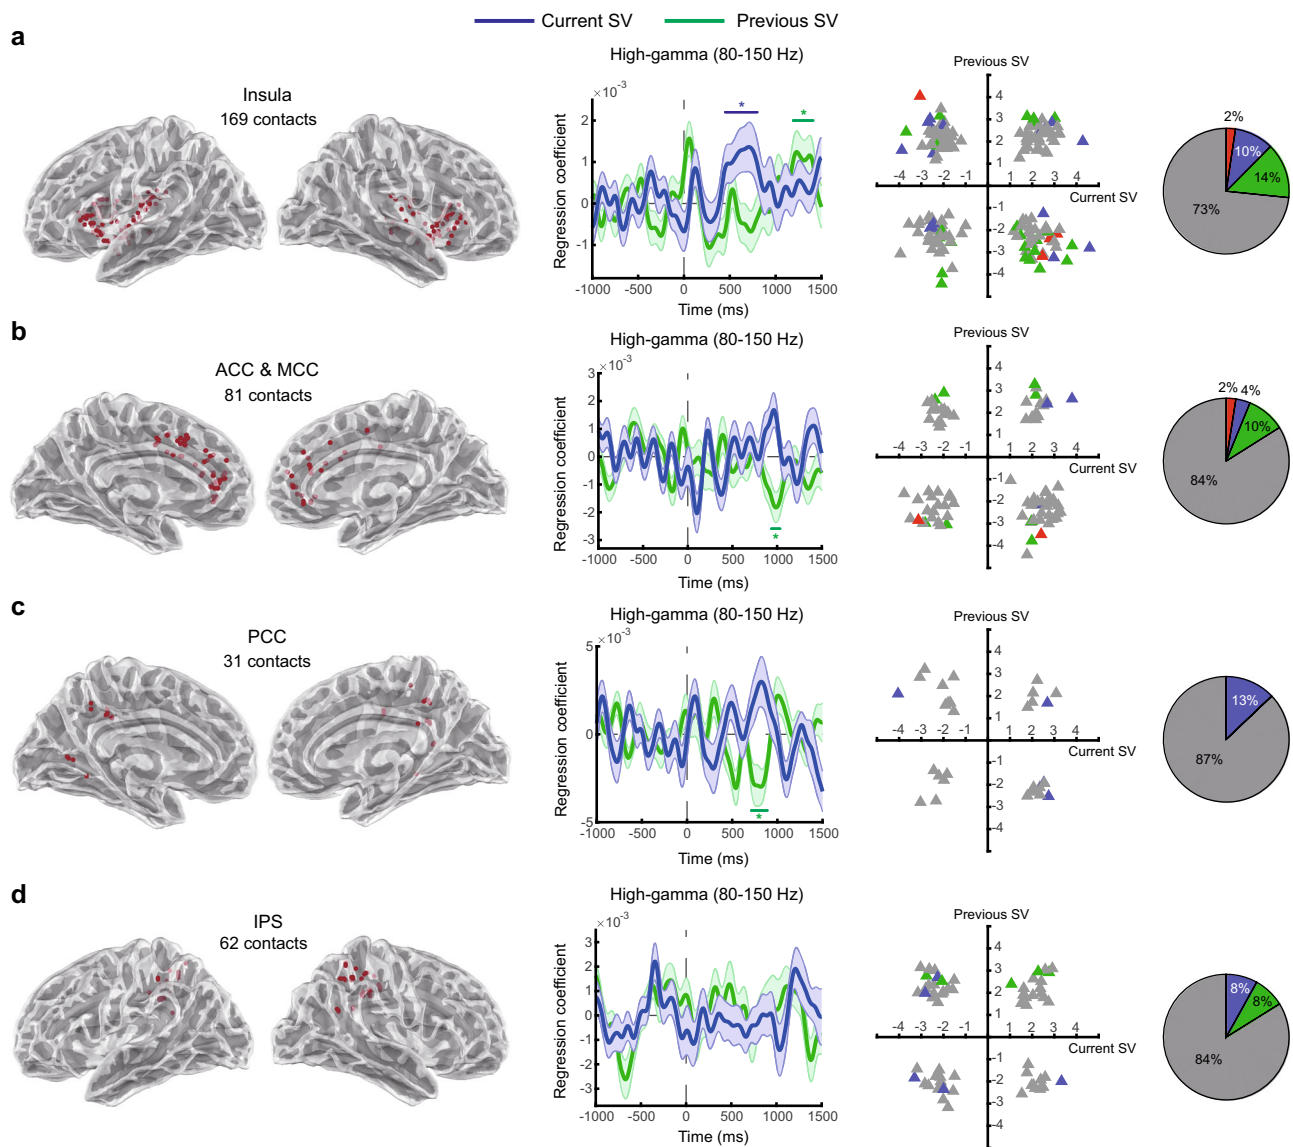 Current SV Previous SV
a
Insula
169 contacts
High-gamma (80-150 Hz)
×10⁻³
2
1
0
-1
Regression coefficient
-1000 -500 0 500 1000 1500
Time (ms)
*
*
Previous SV
4
3
2
1
-4 -3 -2 -1 1 2 3 4
Current SV
-1
-2
-3
-4
2%
10%
14%
73%
b
ACC & MCC
81 contacts
High-gamma (80-150 Hz)
×10⁻³
3
2
1
0
-1
-2
-3
Regression coefficient
-1000 -500 0 500 1000 1500
Time (ms)
*
Previous SV
4
3
2
1
-4 -3 -2 -1 1 2 3 4
Current SV
-1
-2
-3
-4
2% 4%
10%
84%
c
PCC
31 contacts
High-gamma (80-150 Hz)
×10⁻³
5
0
-5
Regression coefficient
-1000 -500 0 500 1000 1500
Time (ms)
*
Previous SV
4
3
2
1
-4 -3 -2 -1 1 2 3 4
Current SV
-1
-2
-3
-4
13%
87%
d
IPS
62 contacts
High-gamma (80-150 Hz)
×10⁻³
3
2
1
0
-1
-2
-3
Regression coefficient
-1000 -500 0 500 1000 1500
Time (ms)
Previous SV
4
3
2
1
-4 -3 -2 -1 1 2 3 4
Current SV
-1
-2
-3
-4
8%
8%
84%